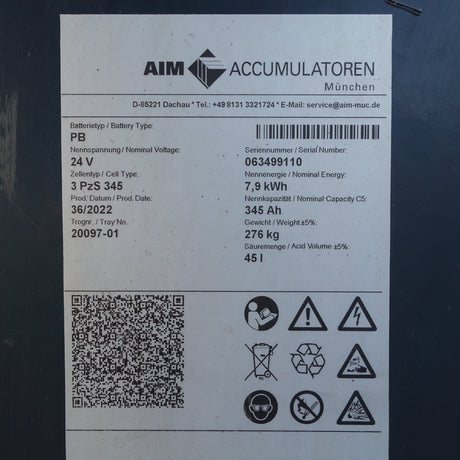 AIM ACCUMULATOREN
München
D-85221 Dachau * Tel.: +49 8131 3321724 * E-Mail: service@aim-muc.de
Batterietyp / Battery Type:
PB
Nennspannung / Nominal Voltage:
24 V
Zellentyp / Cell Type:
3 PzS 345
Prod. Datum / Prod. Date:
36/2022
Trognr. / Tray No.
20097-01
Seriennummer / Serial Number:
063499110
Nennenergie / Nominal Energy:
7,9 kWh
Nennkapazität / Nominal Capacity C5:
345 Ah
Gewicht / Weight ±5%:
276 kg
Säuremenge / Acid Volume ±5%:
45 l